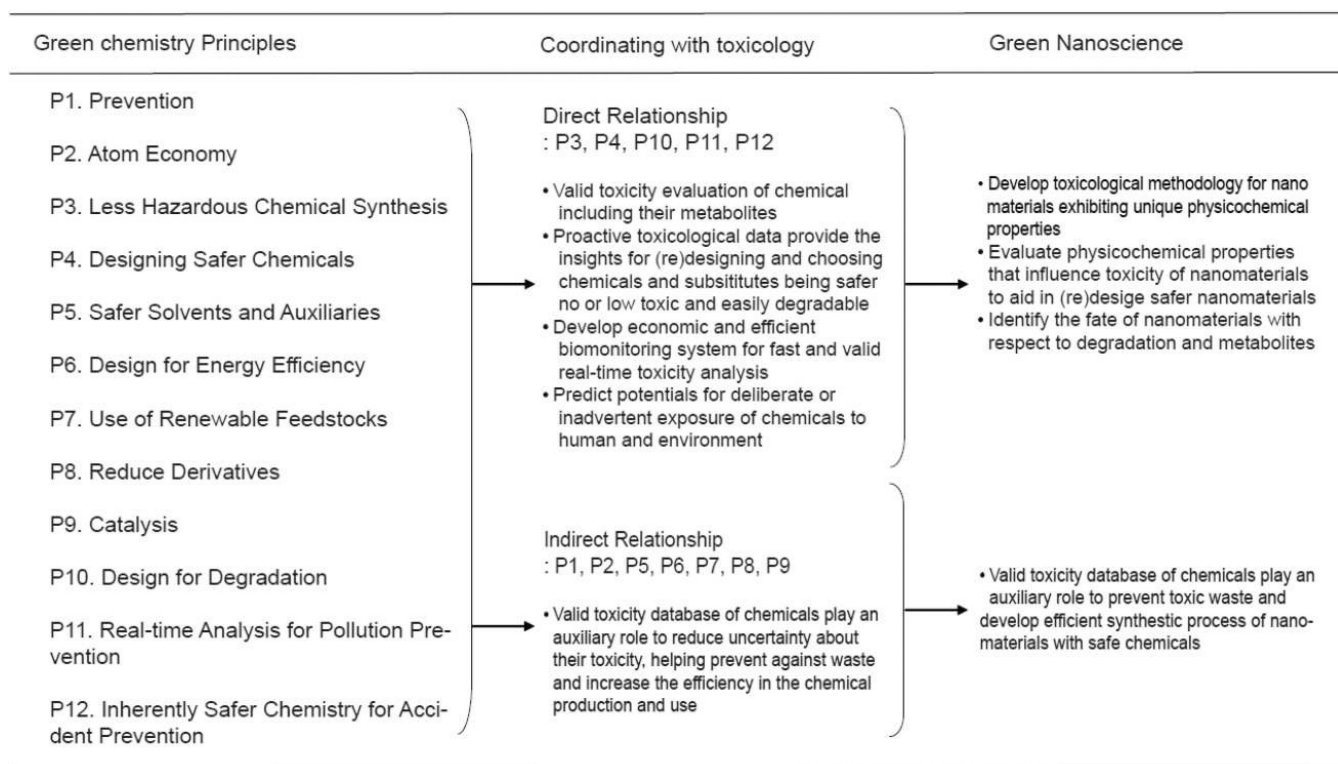 Green chemistry Principles
Coordinating with toxicology
Green Nanoscience
P1. Prevention
P2. Atom Economy
P3. Less Hazardous Chemical Synthesis
P4. Designing Safer Chemicals
P5. Safer Solvents and Auxiliaries
P6. Design for Energy Efficiency
P7. Use of Renewable Feedstocks
P8. Reduce Derivatives
P9. Catalysis
P10. Design for Degradation
P11. Real-time Analysis for Pollution Pre-
vention
P12. Inherently Safer Chemistry for Acci-
dent Prevention
Direct Relationship
: P3, P4, P10, P11, P12
• Valid toxicity evaluation of chemical
including their metabolites
• Proactive toxicological data provide the
insights for (re)designing and choosing
chemicals and subsititutes being safer
no or low toxic and easily degradable
• Develop economic and efficient
biomonitoring system for fast and valid
real-time toxicity analysis
• Predict potentials for deliberate or
inadvertent exposure of chemicals to
human and environment
Indirect Relationship
: P1, P2, P5, P6, P7, P8, P9
• Valid toxicity database of chemicals play an
auxiliary role to reduce uncertainty about
their toxicity, helping prevent against waste
and increase the efficiency in the chemical
production and use
• Develop toxicological methodology for nano
materials exhibiting unique physicochemical
properties
• Evaluate physicochemical properties
that influence toxicity of nanomaterials
to aid in (re)desige safer nanomaterials
• Identify the fate of nanomaterials with
respect to degradation and metabolites
• Valid toxicity database of chemicals play an
auxiliary role to prevent toxic waste and
develop efficient synthestic process of nano-
materials with safe chemicals